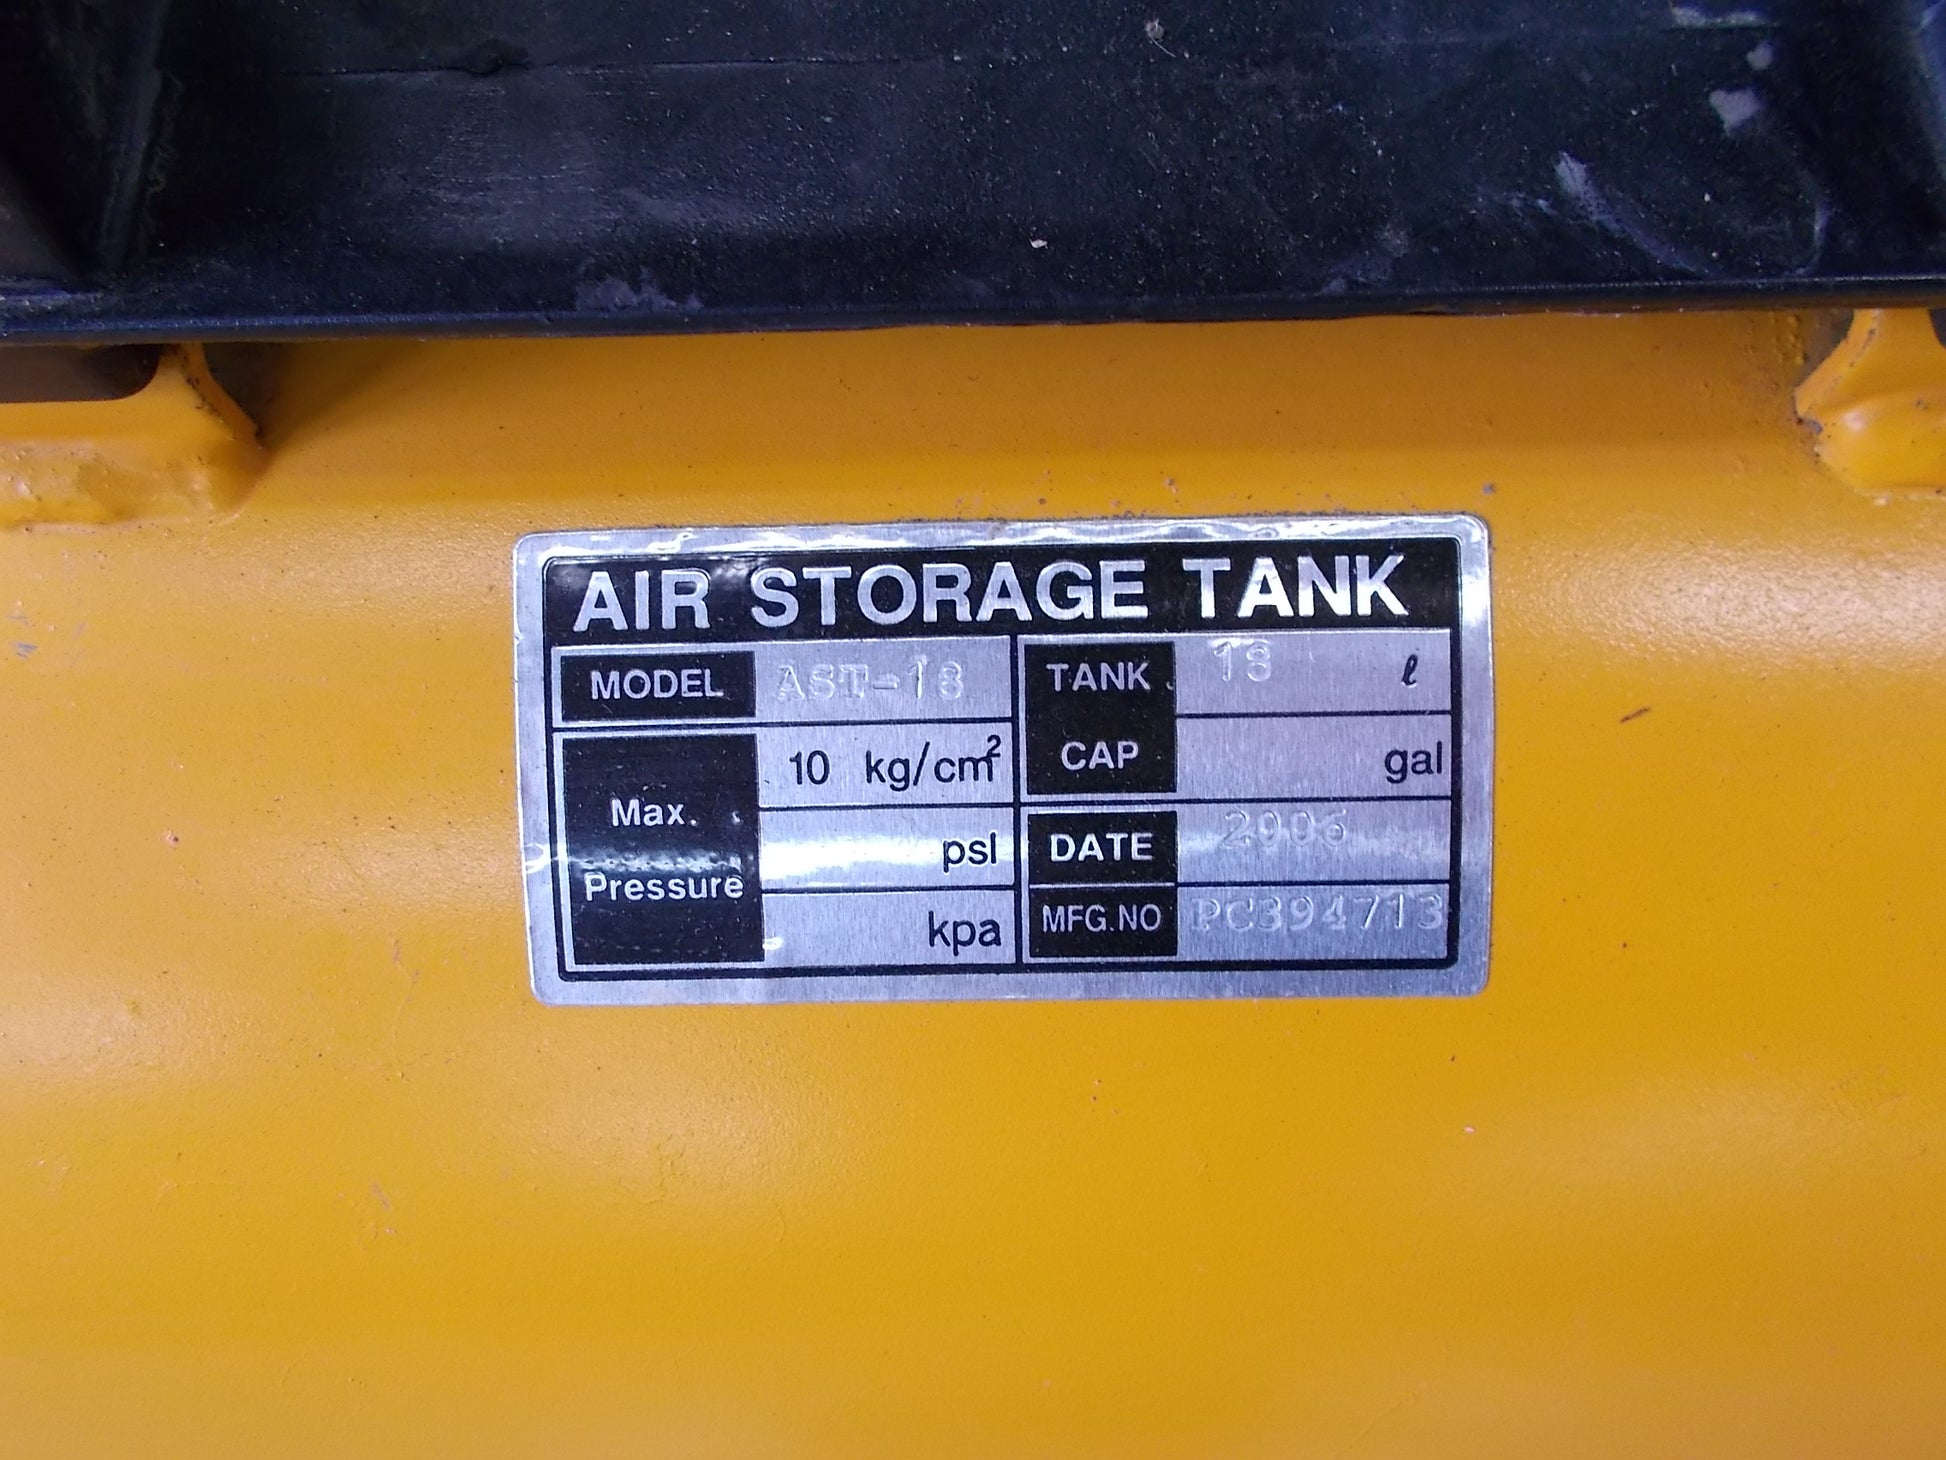 AIR STORAGE TANK
MODEL AST-18
Max. Pressure
10 kg/cm²
psi
kpa
TANK CAP
18 ℓ
gal
DATE 2006
MFG.NO PC394713